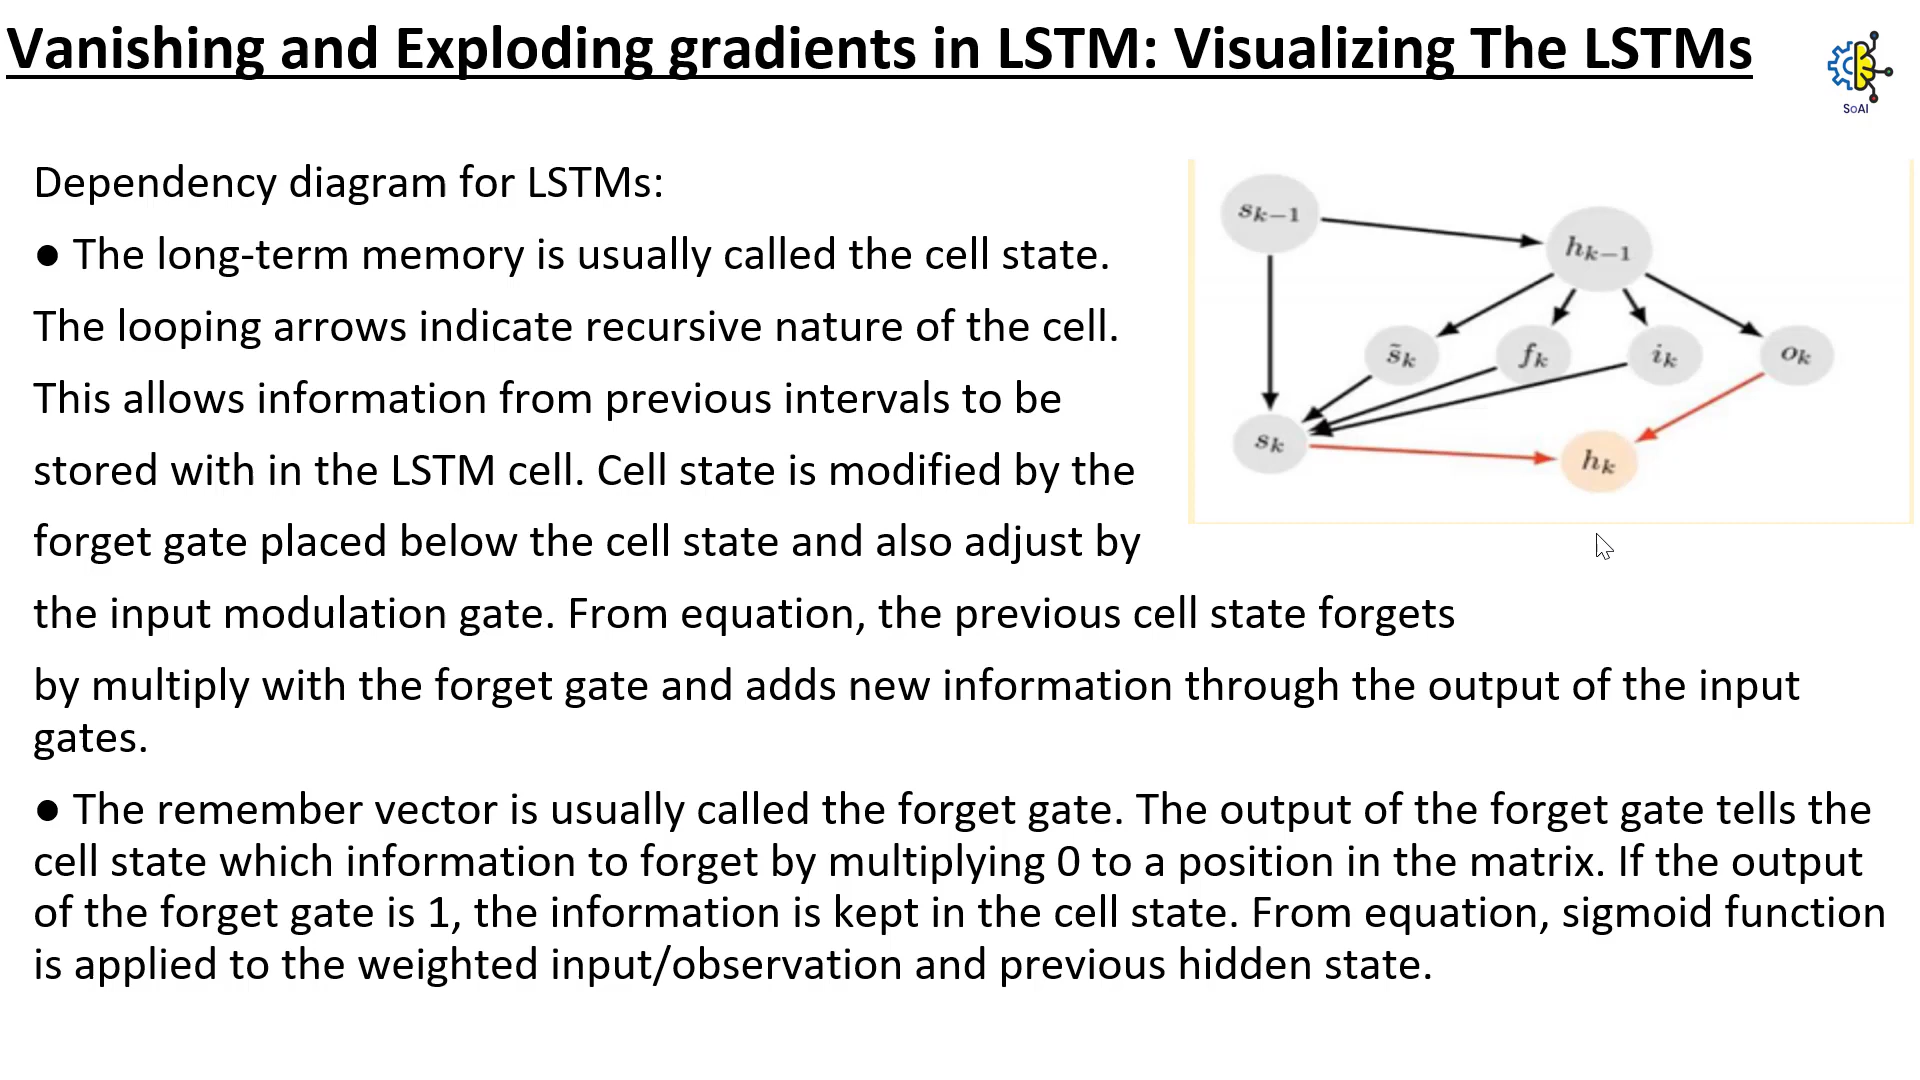 Vanishing and Exploding gradients in LSTM: Visualizing The LSTMs
SoAI
Dependency diagram for LSTMs:
● The long-term memory is usually called the cell state.
The looping arrows indicate recursive nature of the cell.
This allows information from previous intervals to be
stored with in the LSTM cell. Cell state is modified by the
forget gate placed below the cell state and also adjust by
the input modulation gate. From equation, the previous cell state forgets
by multiply with the forget gate and adds new information through the output of the input
gates.
● The remember vector is usually called the forget gate. The output of the forget gate tells the
cell state which information to forget by multiplying 0 to a position in the matrix. If the output
of the forget gate is 1, the information is kept in the cell state. From equation, sigmoid function
is applied to the weighted input/observation and previous hidden state.
s_{k-1}
h_{k-1}
s̃_k
f_k
i_k
o_k
s_k
h_k